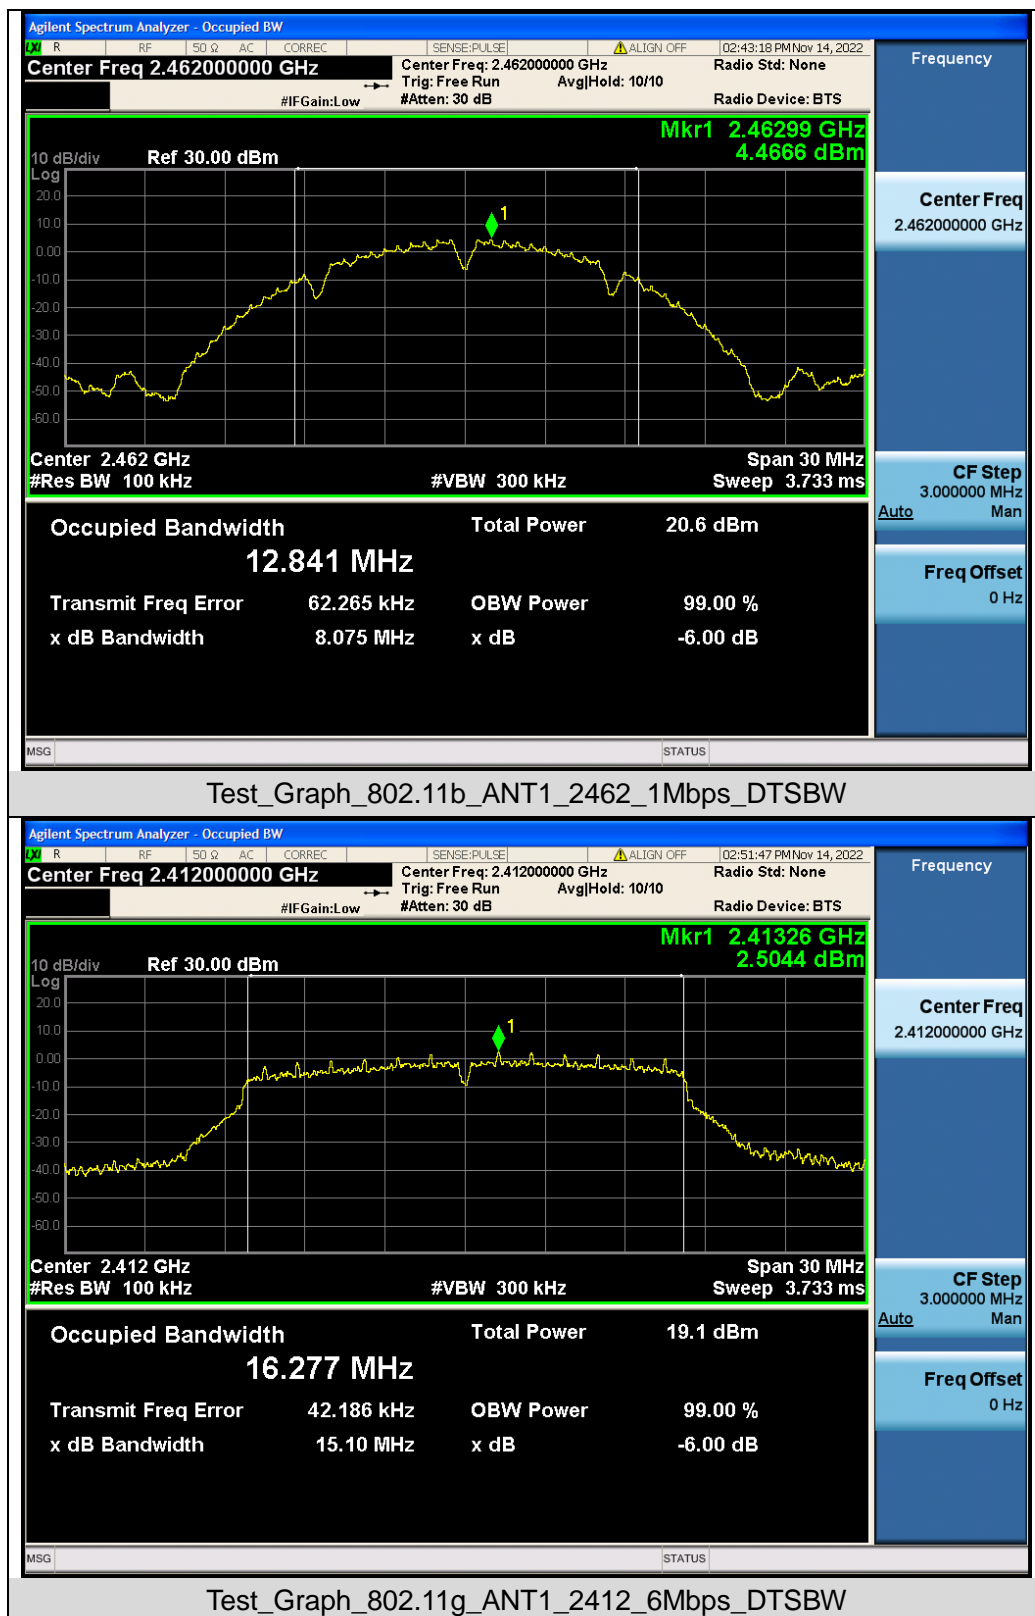 Agilent Spectrum Analyzer - Occupied BW
LXI R RF 50 Ω AC CORREC SENSE:PULSE ALIGN OFF 02:43:18 PM Nov 14, 2022
Center Freq 2.462000000 GHz Center Freq: 2.462000000 GHz Radio Std: None Frequency
Trig: Free Run Avg|Hold: 10/10
#IFGain:Low #Atten: 30 dB Radio Device: BTS
Mkr1 2.46299 GHz
4.4666 dBm
10 dB/div Ref 30.00 dBm
Log
20.0
10.0
0.00
-10.0
-20.0
-30.0
-40.0
-50.0
-60.0
1
Center Freq
2.462000000 GHz
Center 2.462 GHz Span 30 MHz
#Res BW 100 kHz #VBW 300 kHz Sweep 3.733 ms
CF Step
3.000000 MHz
Auto Man
Occupied Bandwidth Total Power 20.6 dBm
12.841 MHz
Freq Offset
0 Hz
Transmit Freq Error 62.265 kHz OBW Power 99.00 %
x dB Bandwidth 8.075 MHz x dB -6.00 dB
MSG STATUS
Test_Graph_802.11b_ANT1_2462_1Mbps_DTSBW
Agilent Spectrum Analyzer - Occupied BW
LXI R RF 50 Ω AC CORREC SENSE:PULSE ALIGN OFF 02:51:47 PM Nov 14, 2022
Center Freq 2.412000000 GHz Center Freq: 2.412000000 GHz Radio Std: None Frequency
Trig: Free Run Avg|Hold: 10/10
#IFGain:Low #Atten: 30 dB Radio Device: BTS
Mkr1 2.41326 GHz
2.5044 dBm
10 dB/div Ref 30.00 dBm
Log
20.0
10.0
0.00
-10.0
-20.0
-30.0
-40.0
-50.0
-60.0
1
Center Freq
2.412000000 GHz
Center 2.412 GHz Span 30 MHz
#Res BW 100 kHz #VBW 300 kHz Sweep 3.733 ms
CF Step
3.000000 MHz
Auto Man
Occupied Bandwidth Total Power 19.1 dBm
16.277 MHz
Freq Offset
0 Hz
Transmit Freq Error 42.186 kHz OBW Power 99.00 %
x dB Bandwidth 15.10 MHz x dB -6.00 dB
MSG STATUS
Test_Graph_802.11g_ANT1_2412_6Mbps_DTSBW